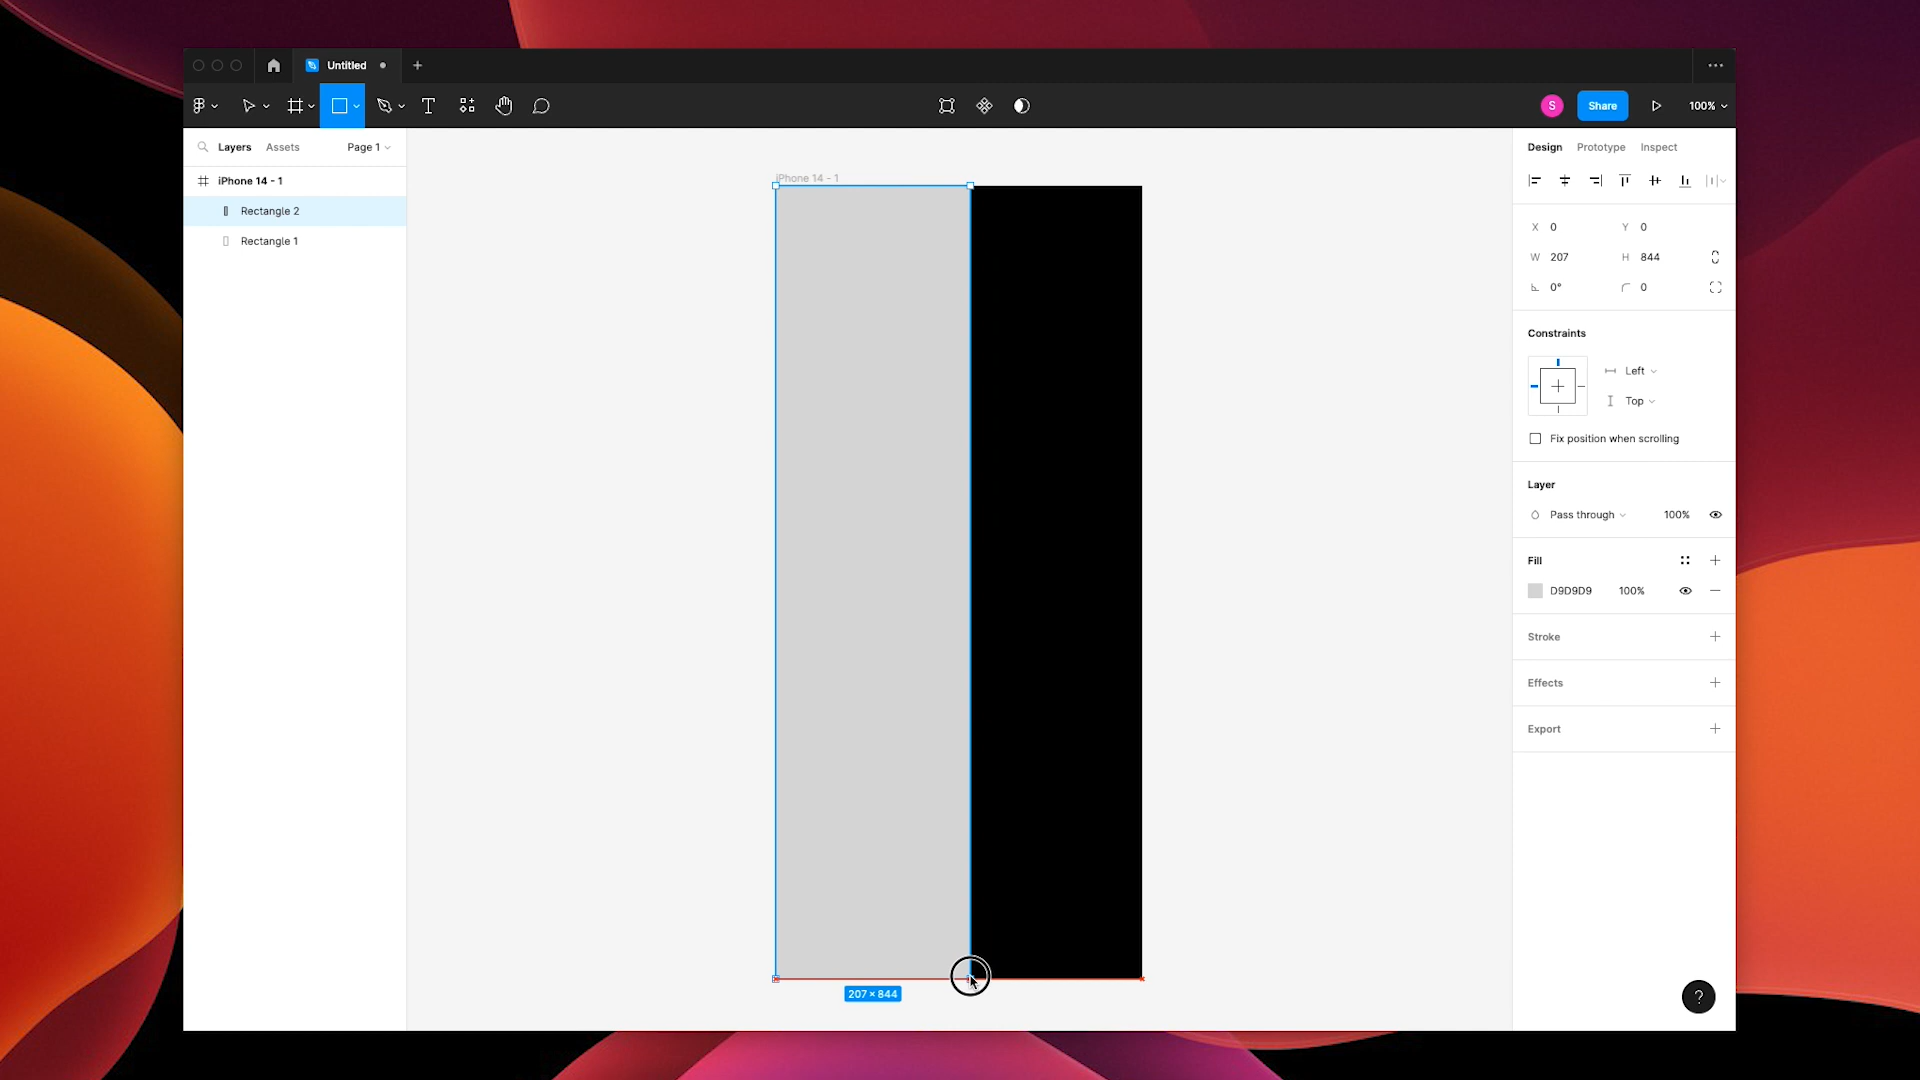 Untitled
S
Share
100%
Layers
Assets
Page 1
iPhone 14 - 1
Rectangle 2
Rectangle 1
iPhone 14 - 1
207 × 844
Design
Prototype
Inspect
X 0
Y 0
W 207
H 844
0°
0
Constraints
Left
Top
Fix position when scrolling
Layer
Pass through
100%
Fill
D9D9D9
100%
Stroke
Effects
Export
?